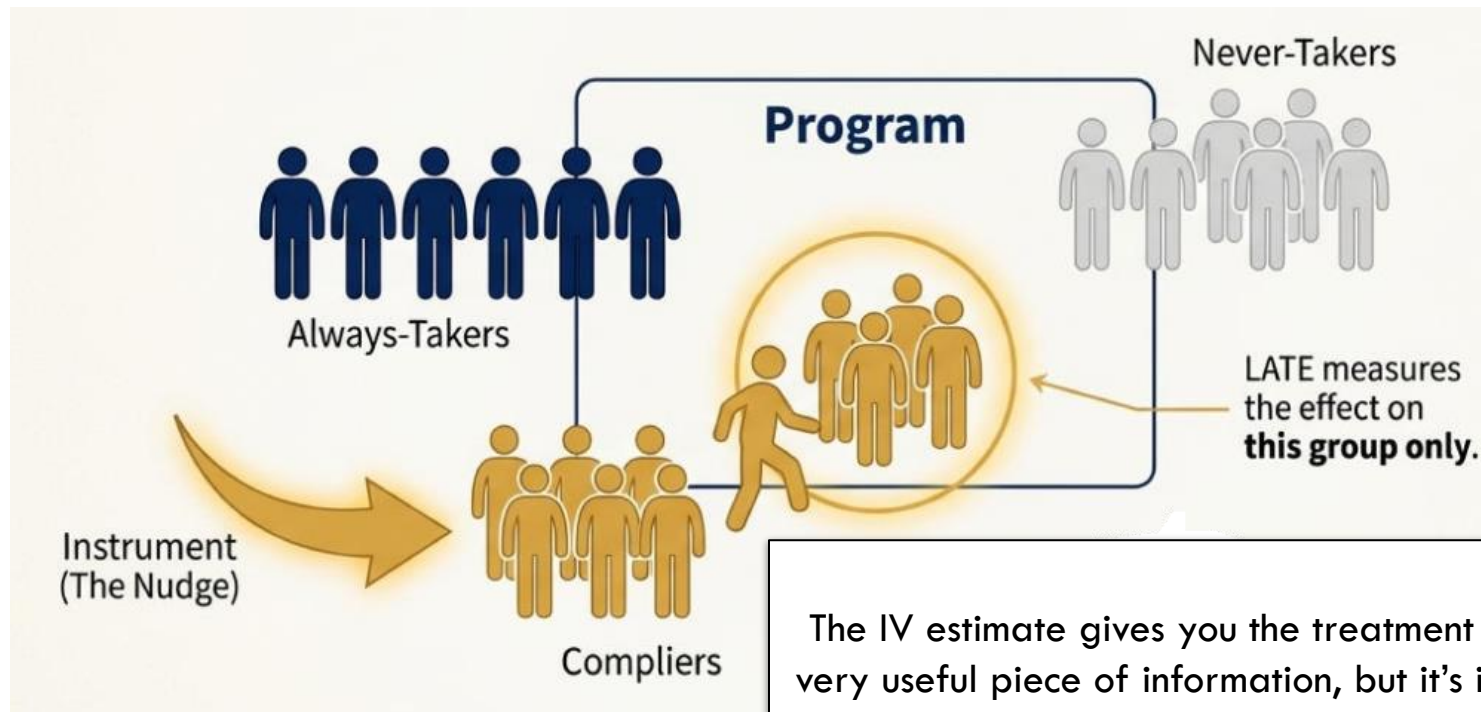 Never-Takers
Program
Always-Takers
LATE measures
the effect on
this group only.
Instrument
(The Nudge)
Compliers
The IV estimate gives you the treatment
very useful piece of information, but it's i